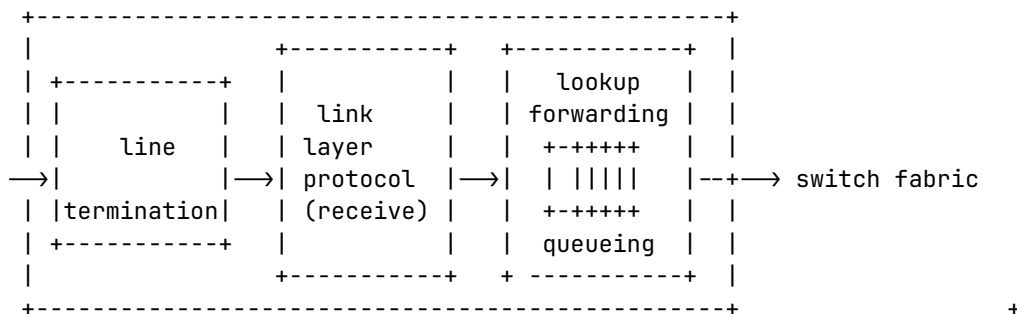 +-----------------------------------------------+
|                +-----------+   +------------+  |
|  +-----------+   |           |   |   lookup   |  |
|  |           |   |  link     |   | forwarding |  |
|  |    line   |   | layer     |   |  +-+++++   |  |
-->|           |-->| protocol  |-->|  | |||||   |--+--> switch fabric
|  |termination|   | (receive) |   |  +-+++++   |  |
|  +-----------+   |           |   |  queueing  |  |
|                +-----------+   + -----------+  |
+-----------------------------------------------+                  +